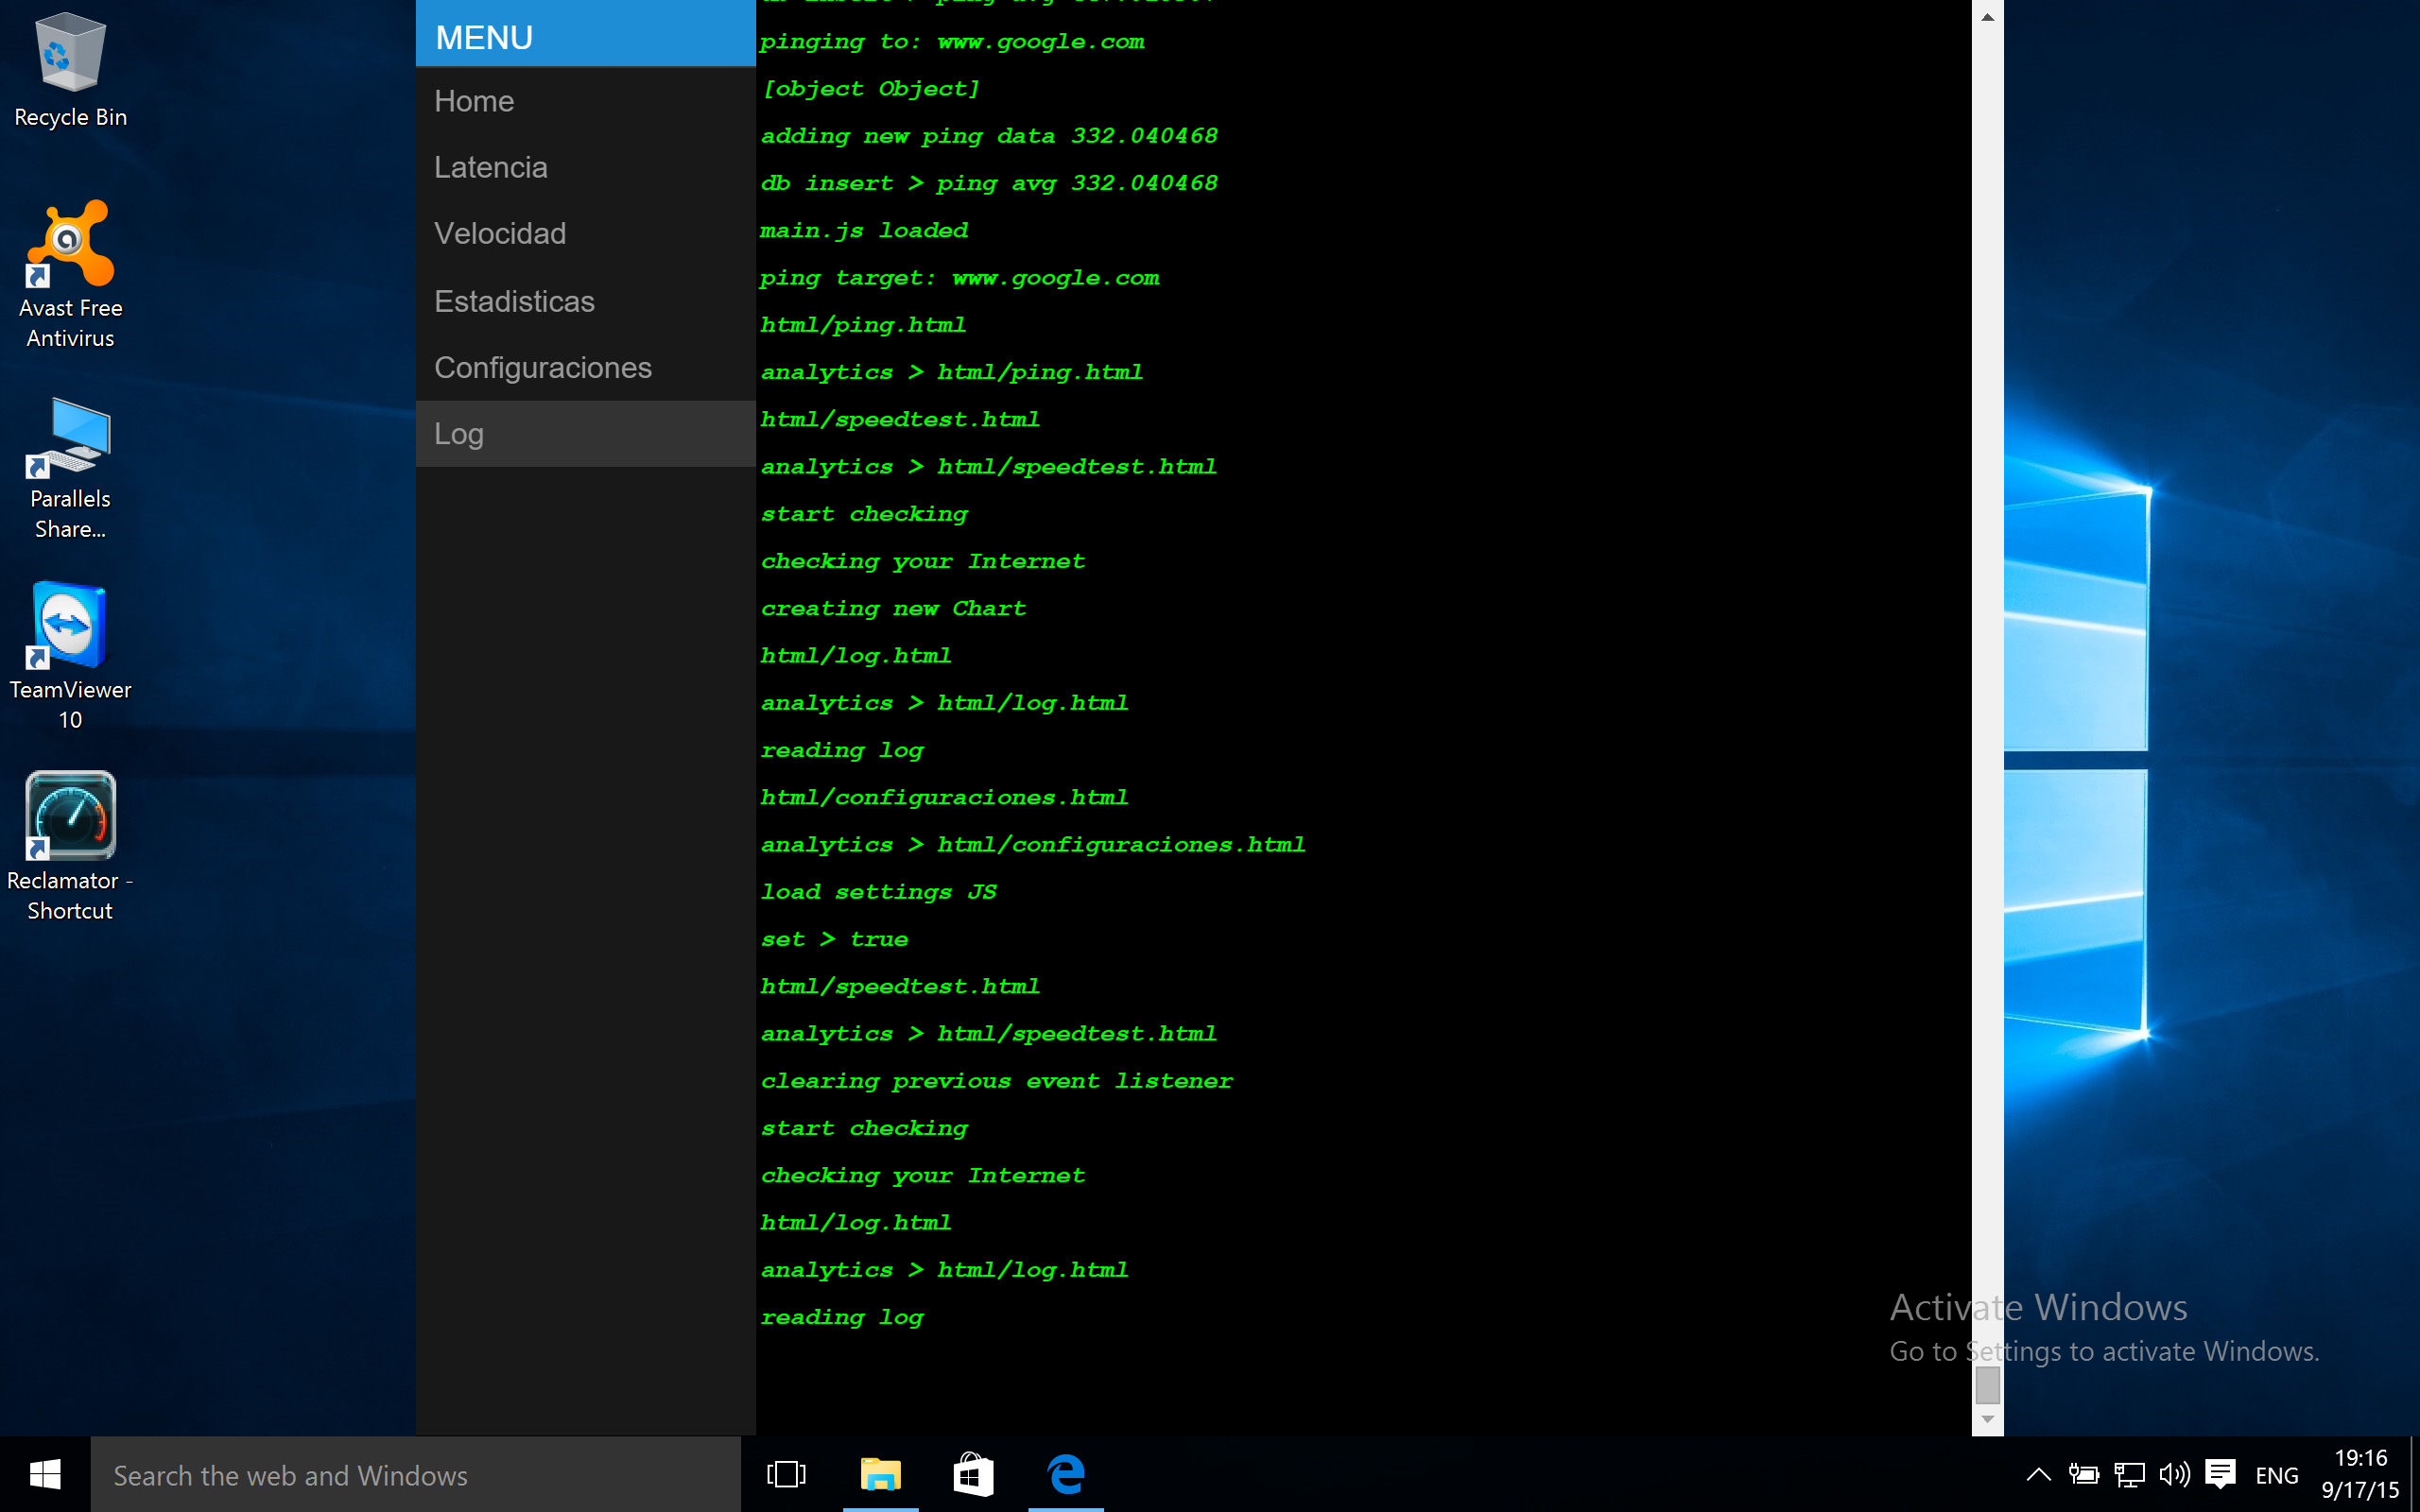 Recycle Bin
Avast Free
Antivirus
Parallels
Share...
TeamViewer
10
Reclamator -
Shortcut
MENU
Home
Latencia
Velocidad
Estadisticas
Configuraciones
Log
pinging to: www.google.com
[object Object]
adding new ping data 332.040468
db insert > ping avg 332.040468
main.js loaded
ping target: www.google.com
html/ping.html
analytics > html/ping.html
html/speedtest.html
analytics > html/speedtest.html
start checking
checking your Internet
creating new Chart
html/log.html
analytics > html/log.html
reading log
html/configuraciones.html
analytics > html/configuraciones.html
load settings JS
set > true
html/speedtest.html
analytics > html/speedtest.html
clearing previous event listener
start checking
checking your Internet
html/log.html
analytics > html/log.html
reading log
Activate Windows
Go to Settings to activate Windows.
Search the web and Windows
ENG
19:16
9/17/15